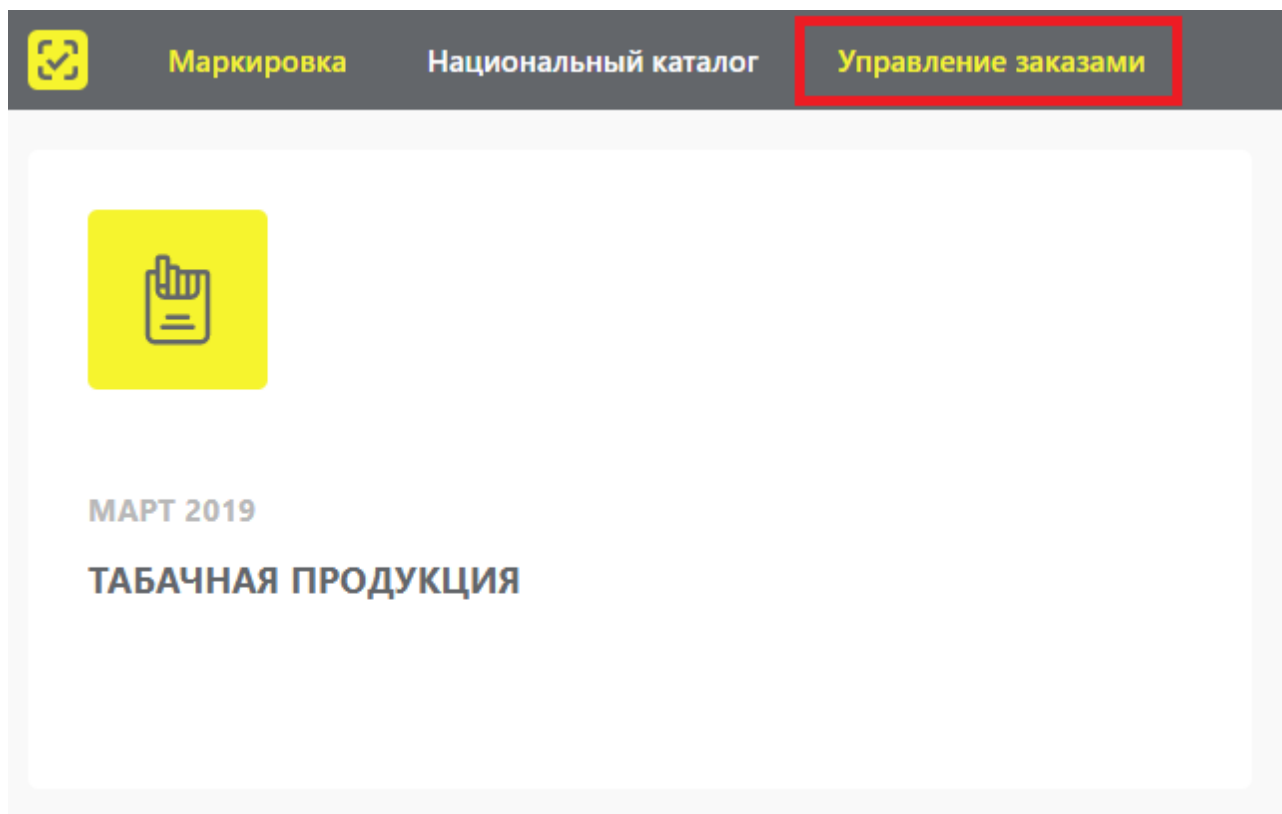 Маркировка Национальный каталог Управление заказами
МАРТ 2019
ТАБАЧНАЯ ПРОДУКЦИЯ